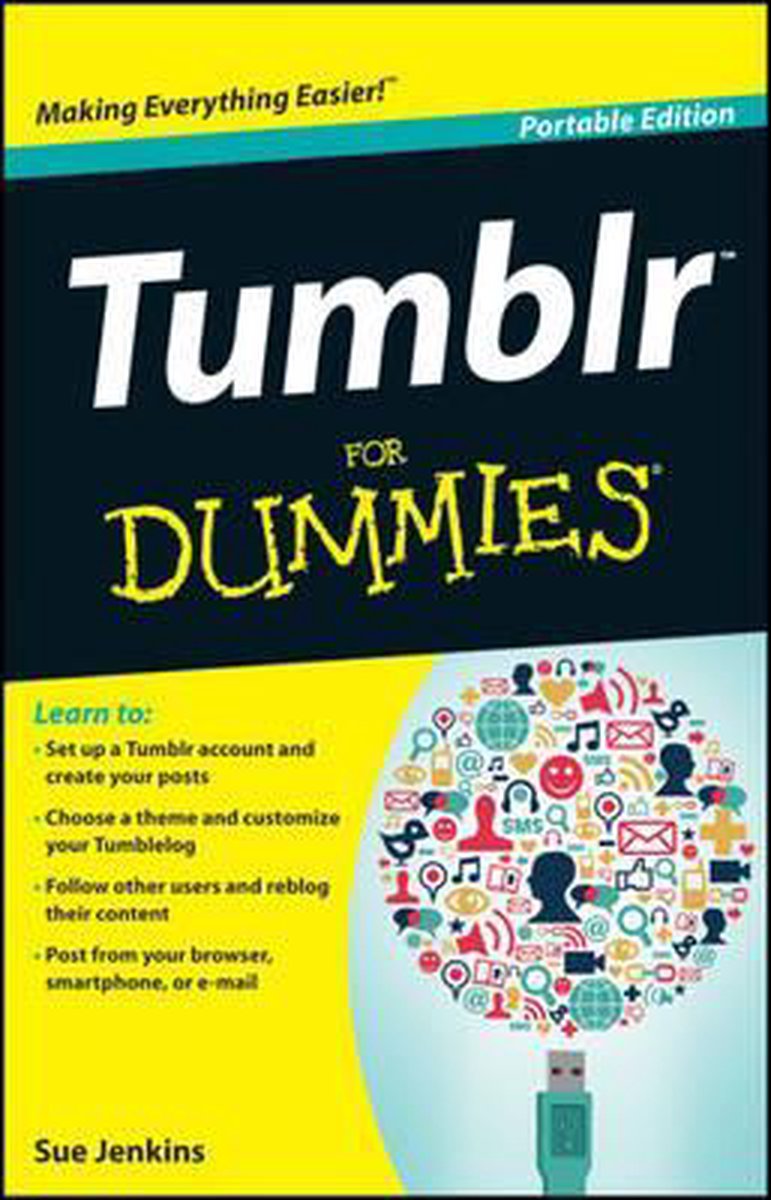 Making Everything Easier!™
Portable Edition
Tumblr™
FOR
DUMMIES®
Learn to:
• Set up a Tumblr account and
create your posts
• Choose a theme and customize
your Tumblelog
• Follow other users and reblog
their content
• Post from your browser,
smartphone, or e-mail
SMS
SMS
Sue Jenkins